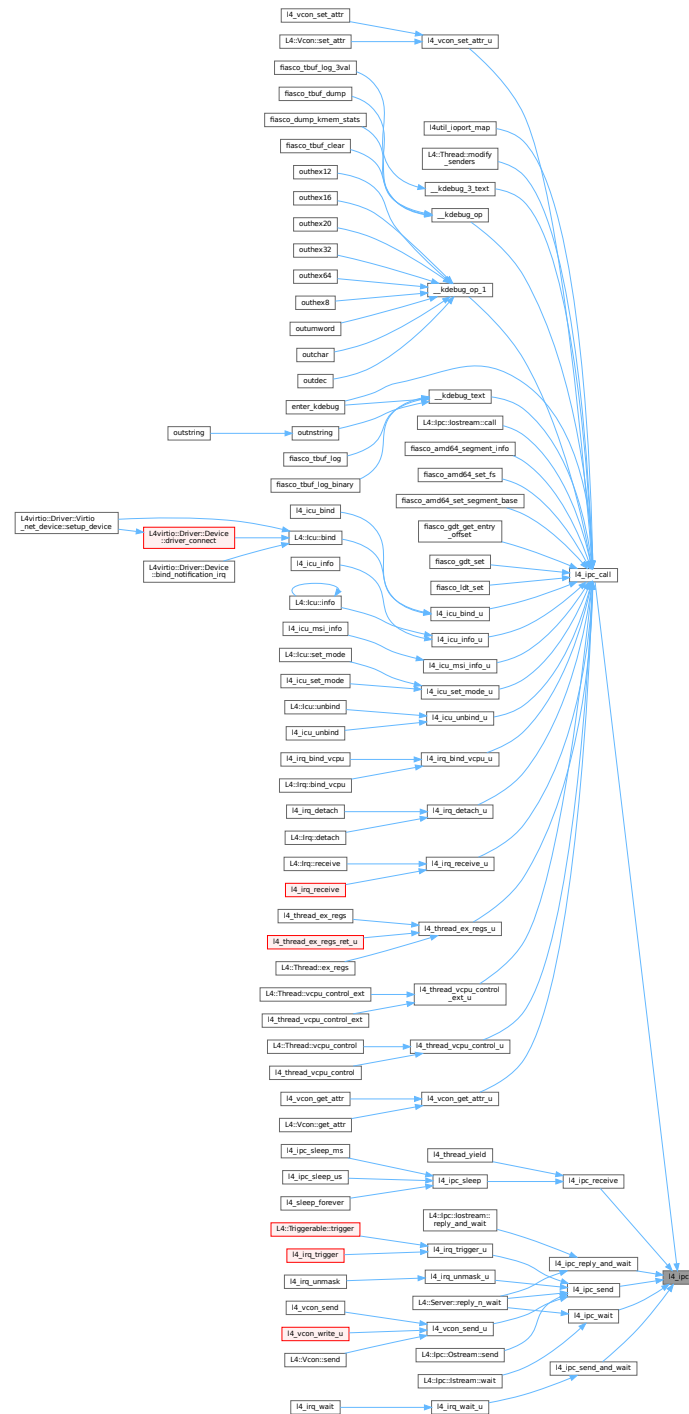 l4_vcon_set_attr
L4::Vcon::set_attr
l4_vcon_set_attr_u
fiasco_tbuf_log_3val
fiasco_tbuf_dump
fiasco_dump_kmem_stats
l4util_ioport_map
fiasco_tbuf_clear
L4::Thread::modify
_senders
outhex12
__kdebug_3_text
outhex16
__kdebug_op
outhex20
outhex32
outhex64
__kdebug_op_1
outhex8
outumword
outchar
outdec
enter_kdebug
__kdebug_text
L4::Ipc::Iostream::call
outstring
outnstring
fiasco_amd64_segment_info
fiasco_tbuf_log
fiasco_amd64_set_fs
fiasco_tbuf_log_binary
fiasco_amd64_set_segment_base
l4_icu_bind
L4virtio::Driver::Virtio
_net_device::setup_device
L4virtio::Driver::Device
::driver_connect
L4::Icu::bind
fiasco_gdt_get_entry
_offset
l4_icu_info
fiasco_gdt_set
L4virtio::Driver::Device
::bind_notification_irq
l4_ipc_call
fiasco_ldt_set
L4::Icu::info
l4_icu_bind_u
l4_icu_msi_info
l4_icu_info_u
L4::Icu::set_mode
l4_icu_msi_info_u
l4_icu_set_mode
l4_icu_set_mode_u
L4::Icu::unbind
l4_icu_unbind_u
l4_icu_unbind
l4_irq_bind_vcpu
l4_irq_bind_vcpu_u
L4::Irq::bind_vcpu
l4_irq_detach
l4_irq_detach_u
L4::Irq::detach
L4::Irq::receive
l4_irq_receive_u
l4_irq_receive
l4_thread_ex_regs
l4_thread_ex_regs_u
l4_thread_ex_regs_ret_u
L4::Thread::ex_regs
L4::Thread::vcpu_control_ext
l4_thread_vcpu_control
_ext_u
l4_thread_vcpu_control_ext
L4::Thread::vcpu_control
l4_thread_vcpu_control_u
l4_thread_vcpu_control
l4_vcon_get_attr
l4_vcon_get_attr_u
L4::Vcon::get_attr
l4_ipc_sleep_ms
l4_thread_yield
l4_ipc_sleep_us
l4_ipc_sleep
l4_ipc_receive
l4_sleep_forever
L4::Ipc::Iostream::
reply_and_wait
L4::Triggerable::trigger
l4_irq_trigger
l4_irq_trigger_u
l4_ipc_reply_and_wait
l4_ipc
l4_irq_unmask
l4_irq_unmask_u
l4_ipc_send
L4::Server::reply_n_wait
l4_vcon_send
l4_ipc_wait
l4_vcon_write_u
l4_vcon_send_u
L4::Vcon::send
L4::Ipc::Ostream::send
l4_ipc_send_and_wait
L4::Ipc::Istream::wait
l4_irq_wait
l4_irq_wait_u